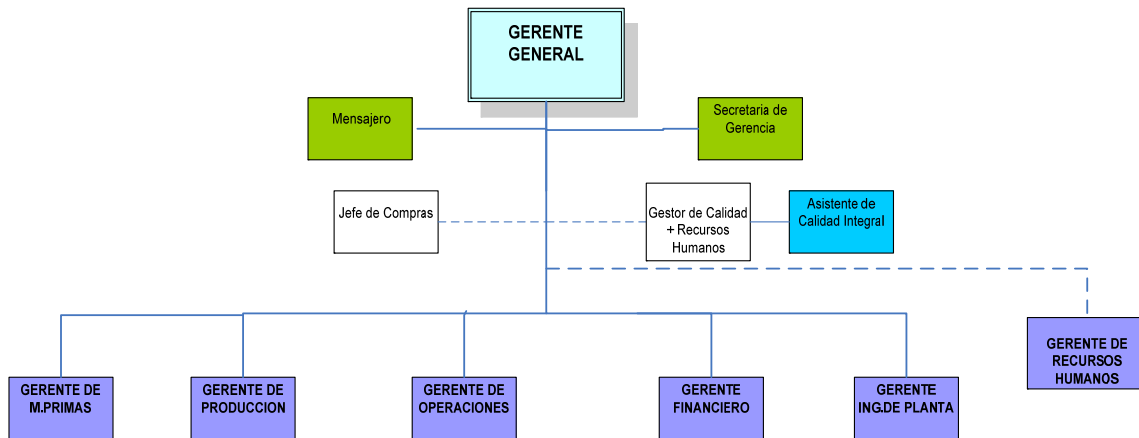 GERENTE
GENERAL
Mensajero
Secretaria de
Gerencia
Jefe de Compras
Gestor de Calidad
+ Recursos
Humanos
Asistente de
Calidad Integral
GERENTE DE
RECURSOS
HUMANOS
GERENTE DE
M.PRIMAS
GERENTE DE
PRODUCCION
GERENTE DE
OPERACIONES
GERENTE
FINANCIERO
GERENTE
ING.DE PLANTA